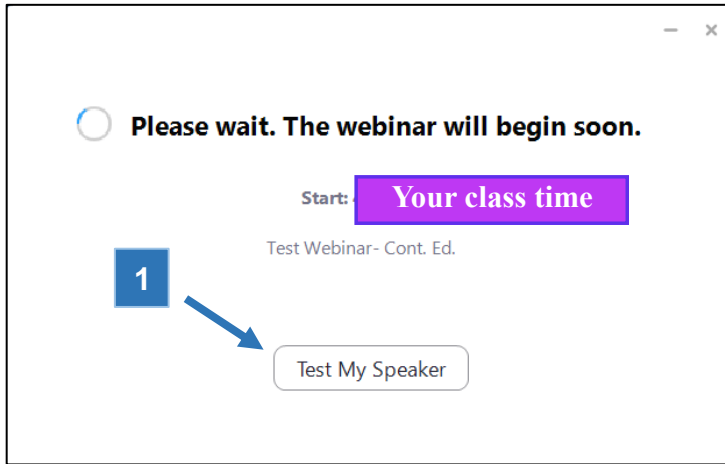 Please wait. The webinar will begin soon.
Start: Your class time
Test Webinar- Cont. Ed.
1
Test My Speaker